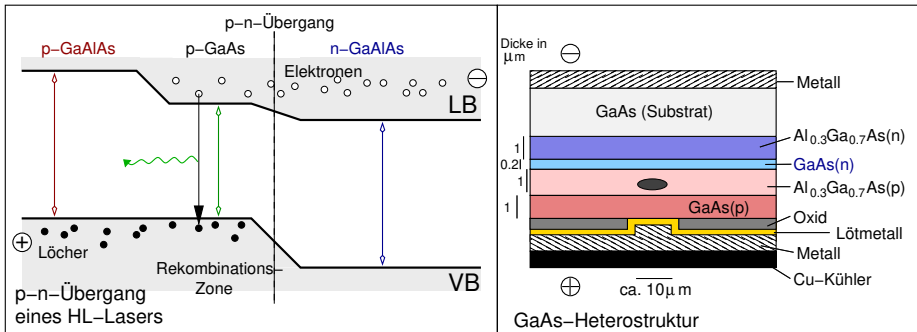 p–n–Übergang
p–GaAlAs
p–GaAs
n–GaAlAs
Elektronen
⊖
LB
⊕
Löcher
Rekombinations–
Zone
VB
p–n–Übergang
eines HL–Lasers
Dicke in
μm
⊖
Metall
GaAs (Substrat)
1
Al0.3Ga0.7As(n)
0.2
GaAs(n)
1
Al0.3Ga0.7As(p)
1
GaAs(p)
Oxid
Lötmetall
Metall
Cu–Kühler
⊕
ca. 10μm
GaAs–Heterostruktur